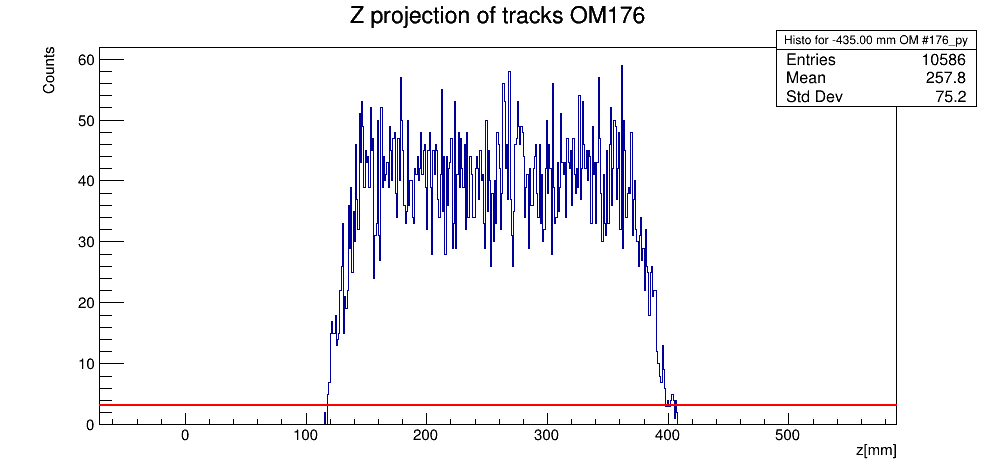 Z projection of tracks OM176
Histo for -435.00 mm OM #176_py
Entries 10586
Mean 257.8
Std Dev 75.2
Counts
60
50
40
30
20
10
0
0 100 200 300 400 500
z[mm]